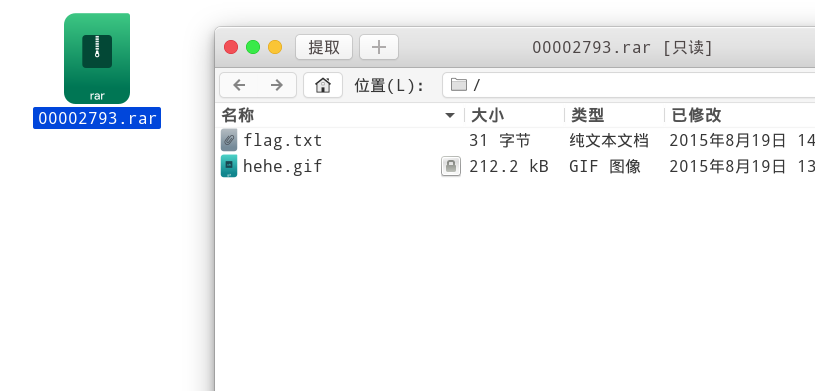 rar
00002793.rar
提取
00002793.rar [只读]
位置(L): /
名称 大小 类型 已修改
flag.txt 31 字节 纯文本文档 2015年8月19日 14
hehe.gif 212.2 kB GIF 图像 2015年8月19日 13